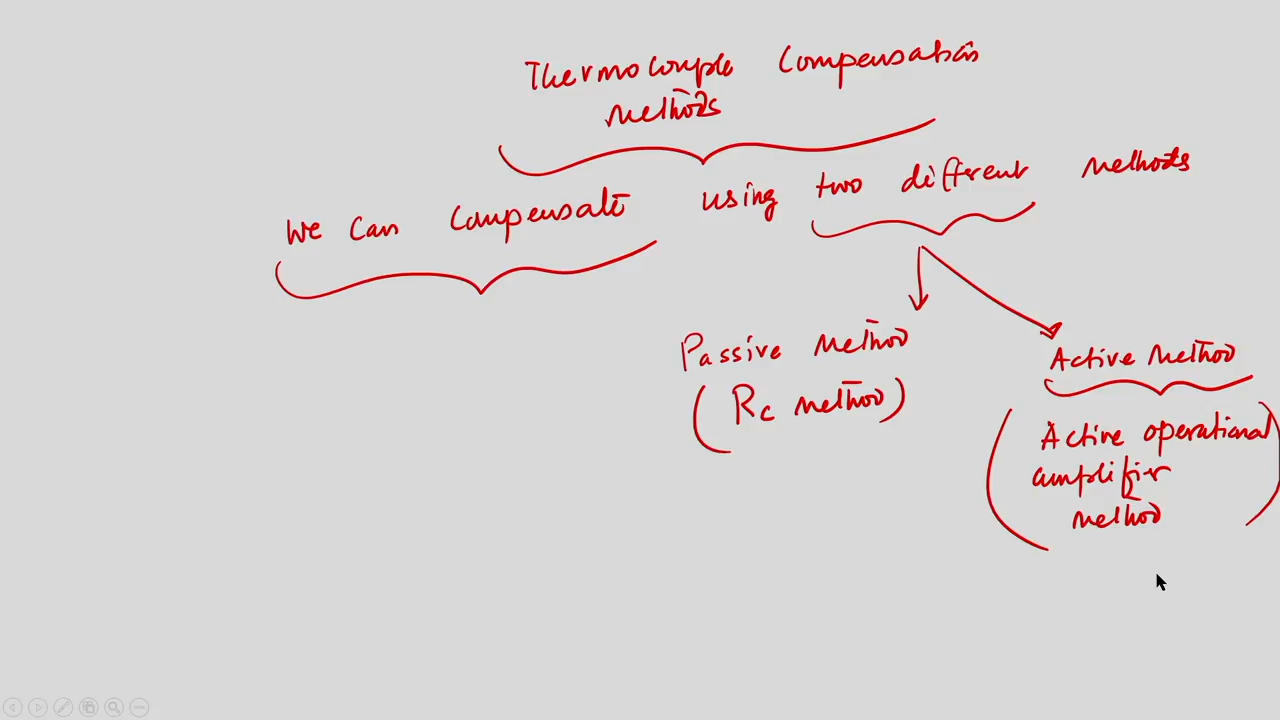 Thermocouple Compensation
Methods
We Can Compensate using two different Methods
Passive Method
(Rc Method)
Active Method
(Active operational
amplifier
method)